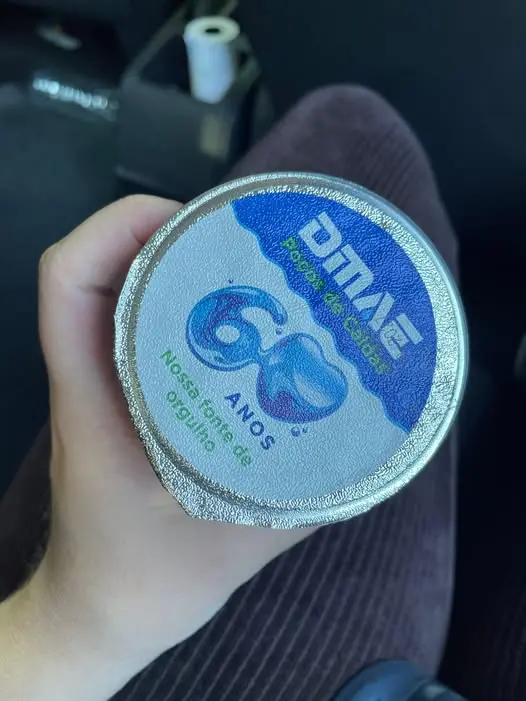 DMAE
Poços de Caldas
60
ANOS
Nossa fonte de
orgulho